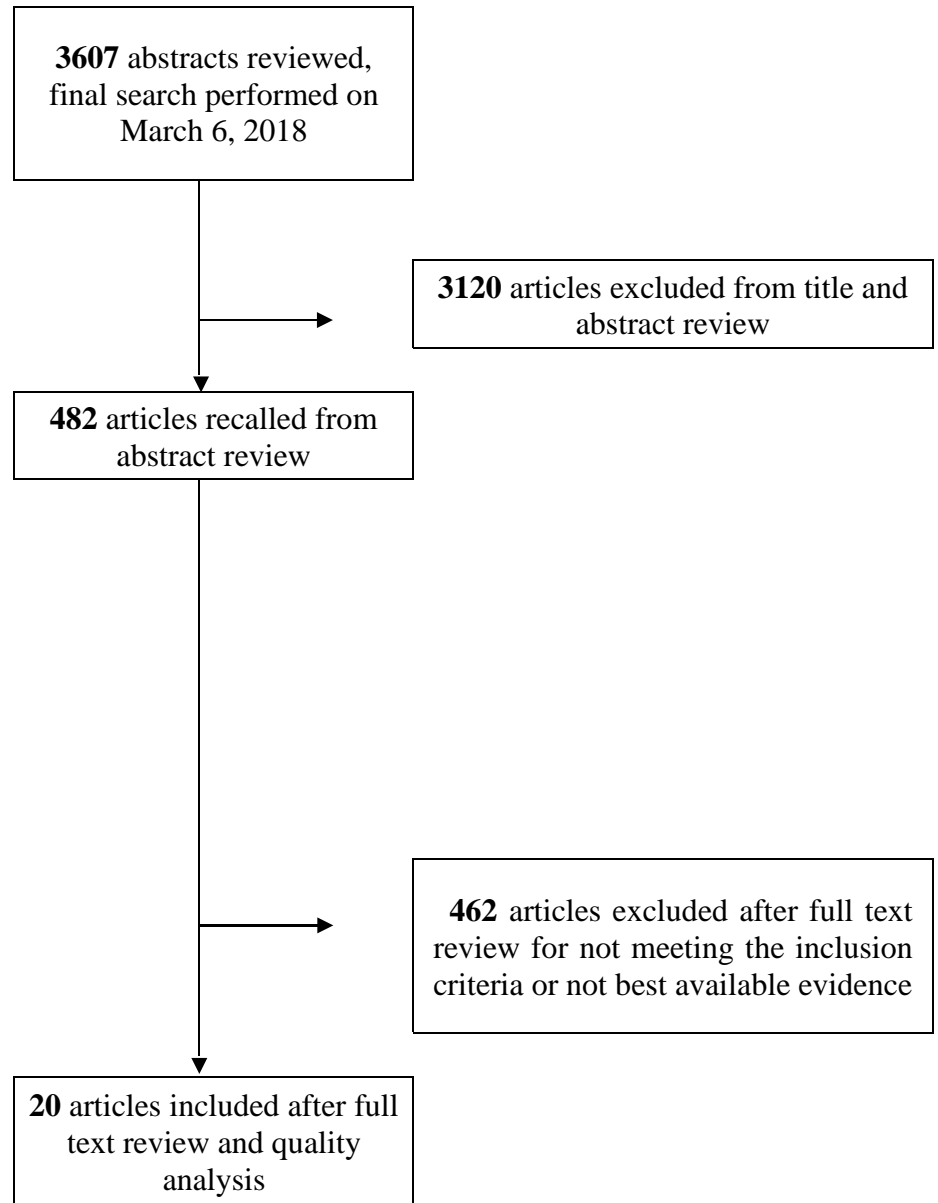 3607 abstracts reviewed,
final search performed on
March 6, 2018
3120 articles excluded from title and
abstract review
482 articles recalled from
abstract review
462 articles excluded after full text
review for not meeting the inclusion
criteria or not best available evidence
20 articles included after full
text review and quality
analysis